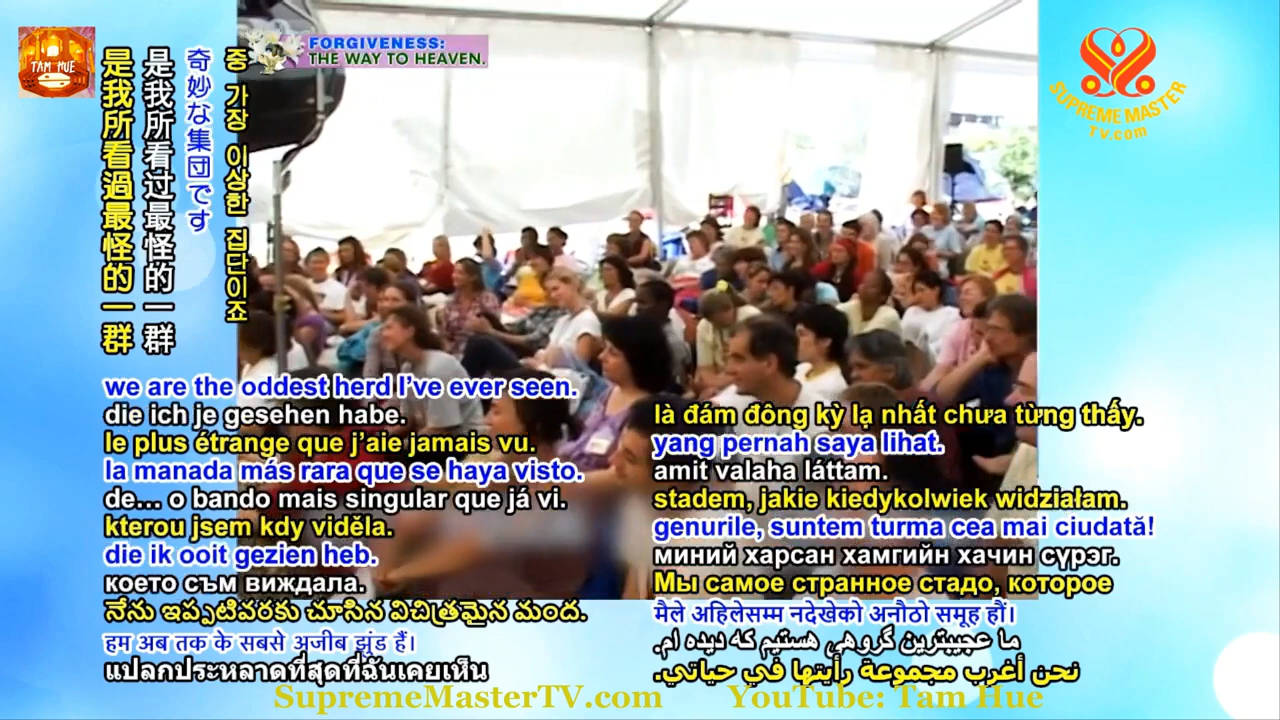 TAM HUE
FORGIVENESS:
THE WAY TO HEAVEN.
SUPREME MASTER
TV.com
중 가장 이상한 집단이죠
奇妙な集団です
是我所看过最怪的一群
是我所看過最怪的一群
we are the oddest herd I've ever seen.
die ich je gesehen habe.
le plus étrange que j'aie jamais vu.
la manada más rara que se haya visto.
de... o bando mais singular que já vi.
kterou jsem kdy viděla.
die ik ooit gezien heb.
което съм виждала.
నేను ఇప్పటివరకు చూసిన విచిత్రమైన మంద.
हम अब तक के सबसे अजीब झुंड हैं।
แปลกประหลาดที่สุดที่ฉันเคยเห็น
là đám đông kỳ lạ nhất chưa từng thấy.
yang pernah saya lihat.
amit valaha láttam.
stadem, jakie kiedykolwiek widziałam.
genurile, suntem turma cea mai ciudată!
миний харсан хамгийн хачин сүрэг.
Мы самое странное стадо, которое
मैले अहिलेसम्म नदेखेको अनौठो समूह हौं।
ما عجیبترین گروهی هستیم که دیده ام.
نحن أغرب مجموعة رأيتها في حياتي.
SupremeMasterTV.com
YouTube: Tam Hue